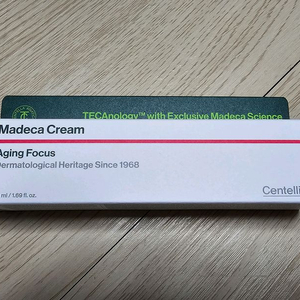 TECAnology™ with Exclusive Madeca Science
Madeca Cream
Aging Focus
Dermatological Heritage Since 1968
ml / 1.69 fl. oz.
Centelli